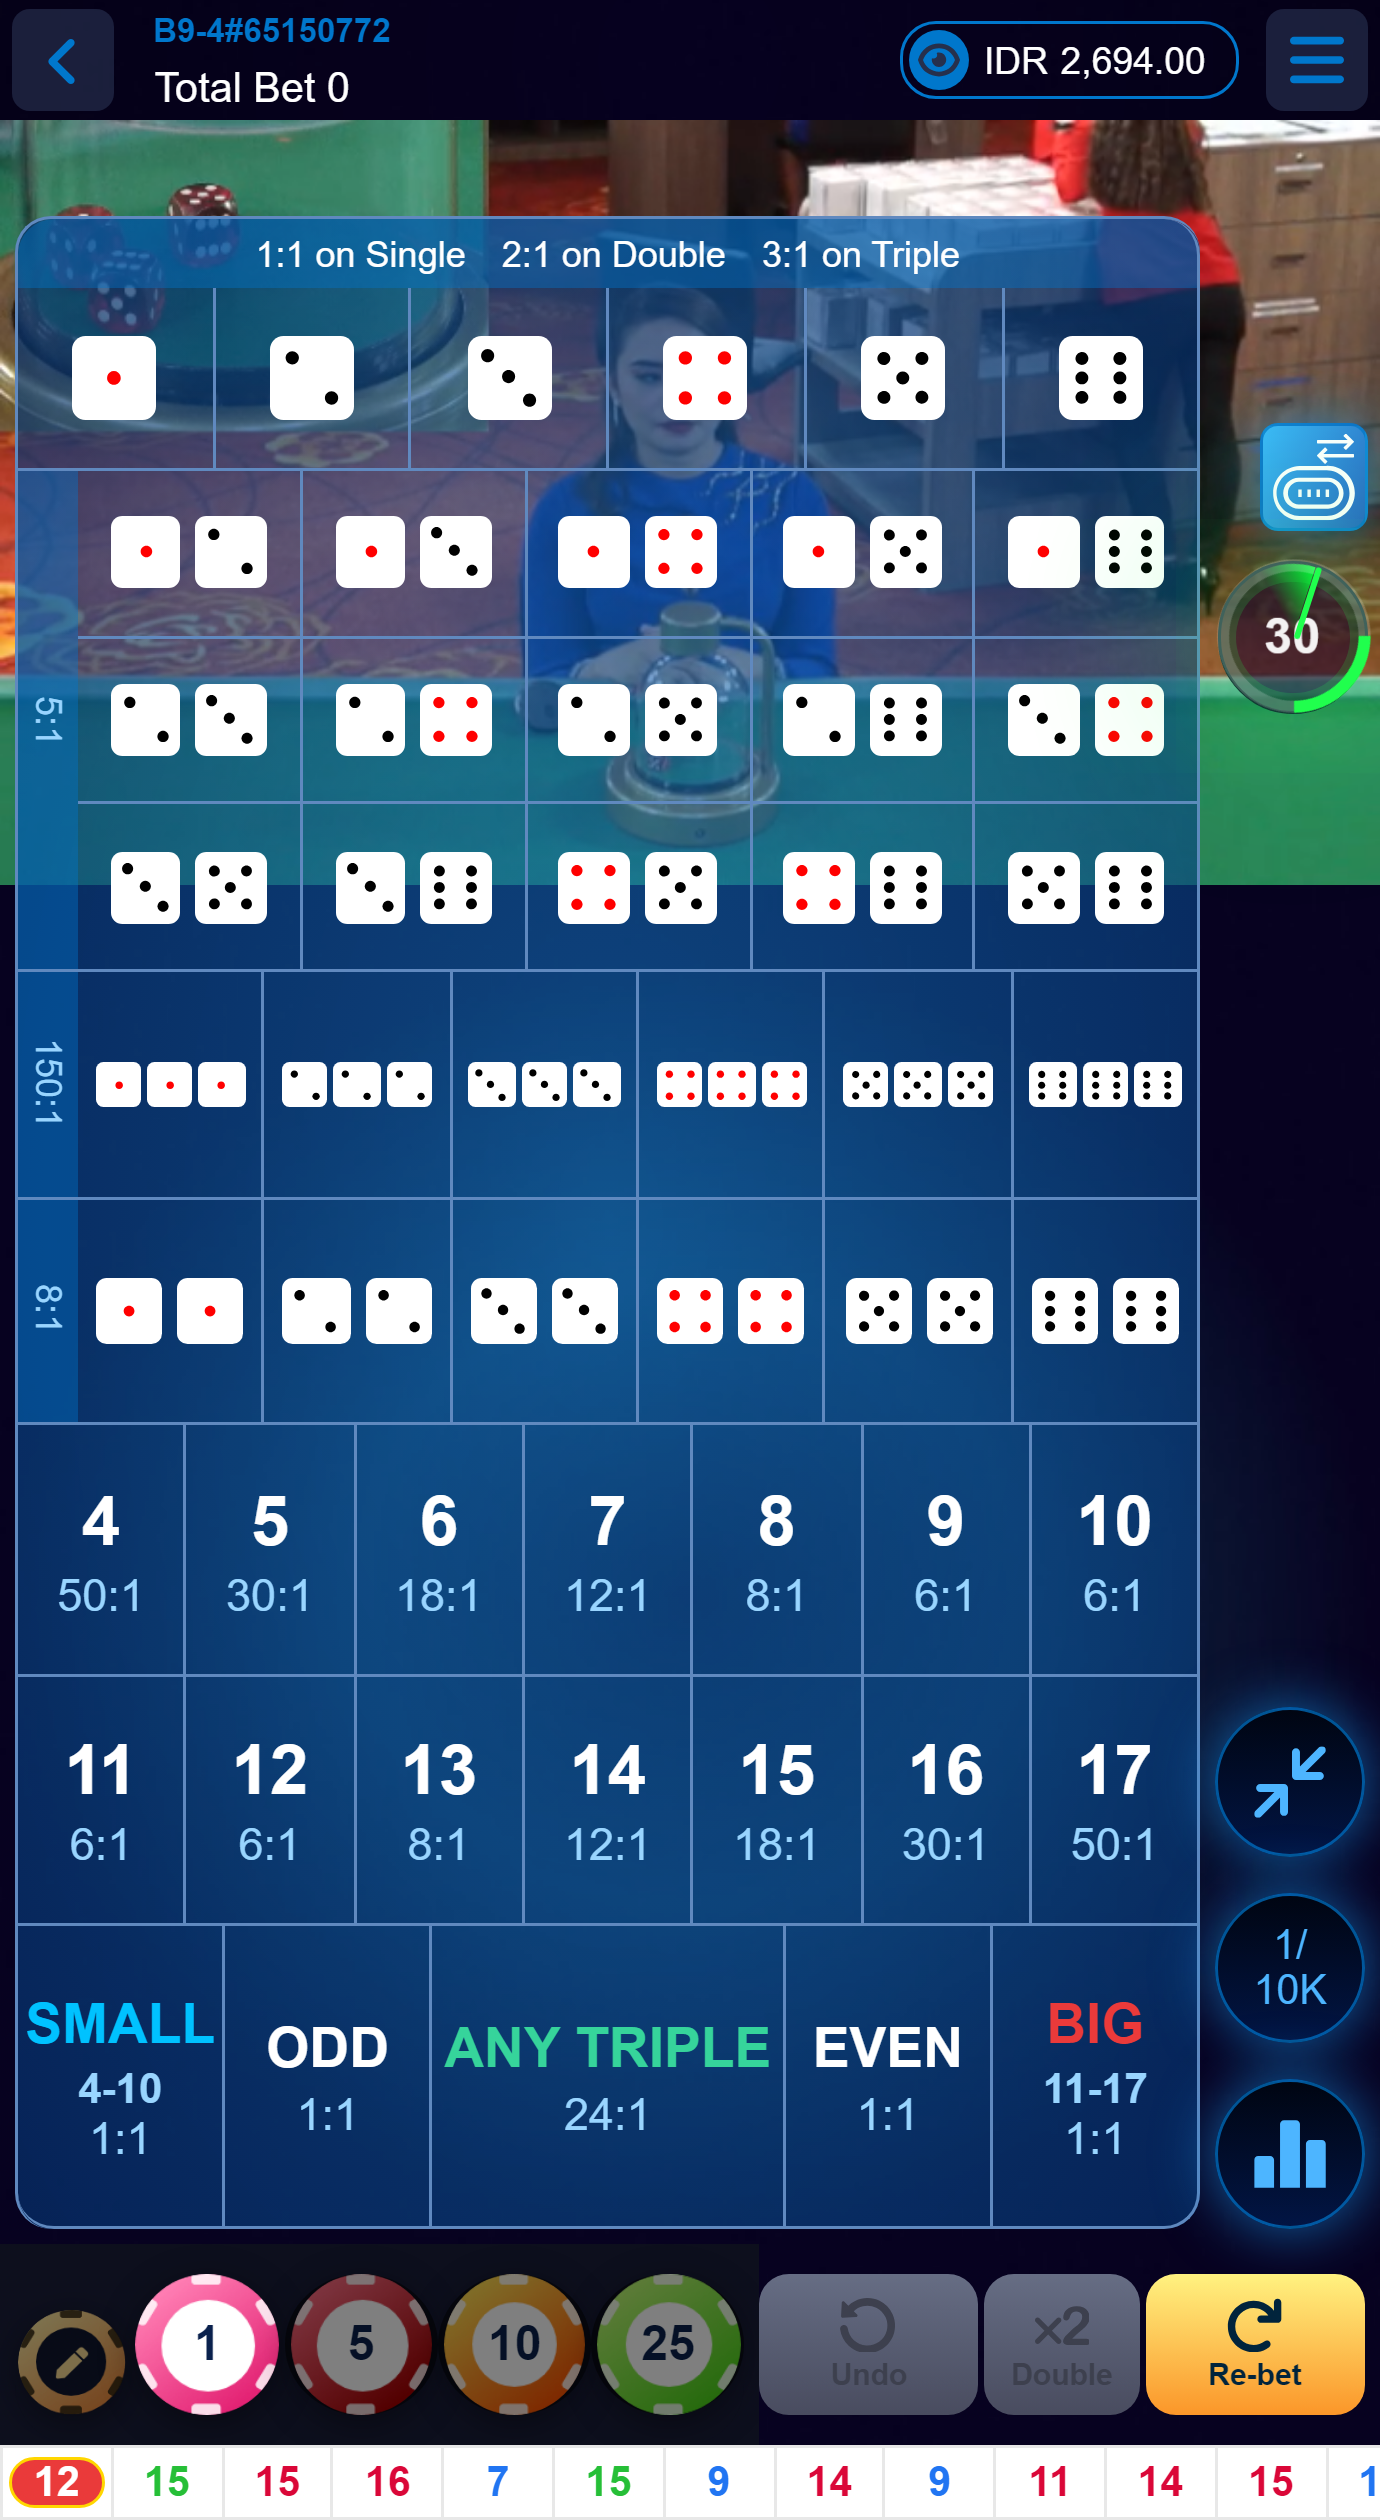 B9-4#65150772
Total Bet 0
IDR 2,694.00
1:1 on Single 2:1 on Double 3:1 on Triple
30
5:1
150:1
8:1
4 5 6 7 8 9 10
50:1 30:1 18:1 12:1 8:1 6:1 6:1
11 12 13 14 15 16 17
6:1 6:1 8:1 12:1 18:1 30:1 50:1
1/
10K
SMALL
4-10
1:1
ODD
1:1
ANY TRIPLE
24:1
EVEN
1:1
BIG
11-17
1:1
1 5 10 25
Undo
x2
Double
Re-bet
12 15 15 16 7 15 9 14 9 11 14 15